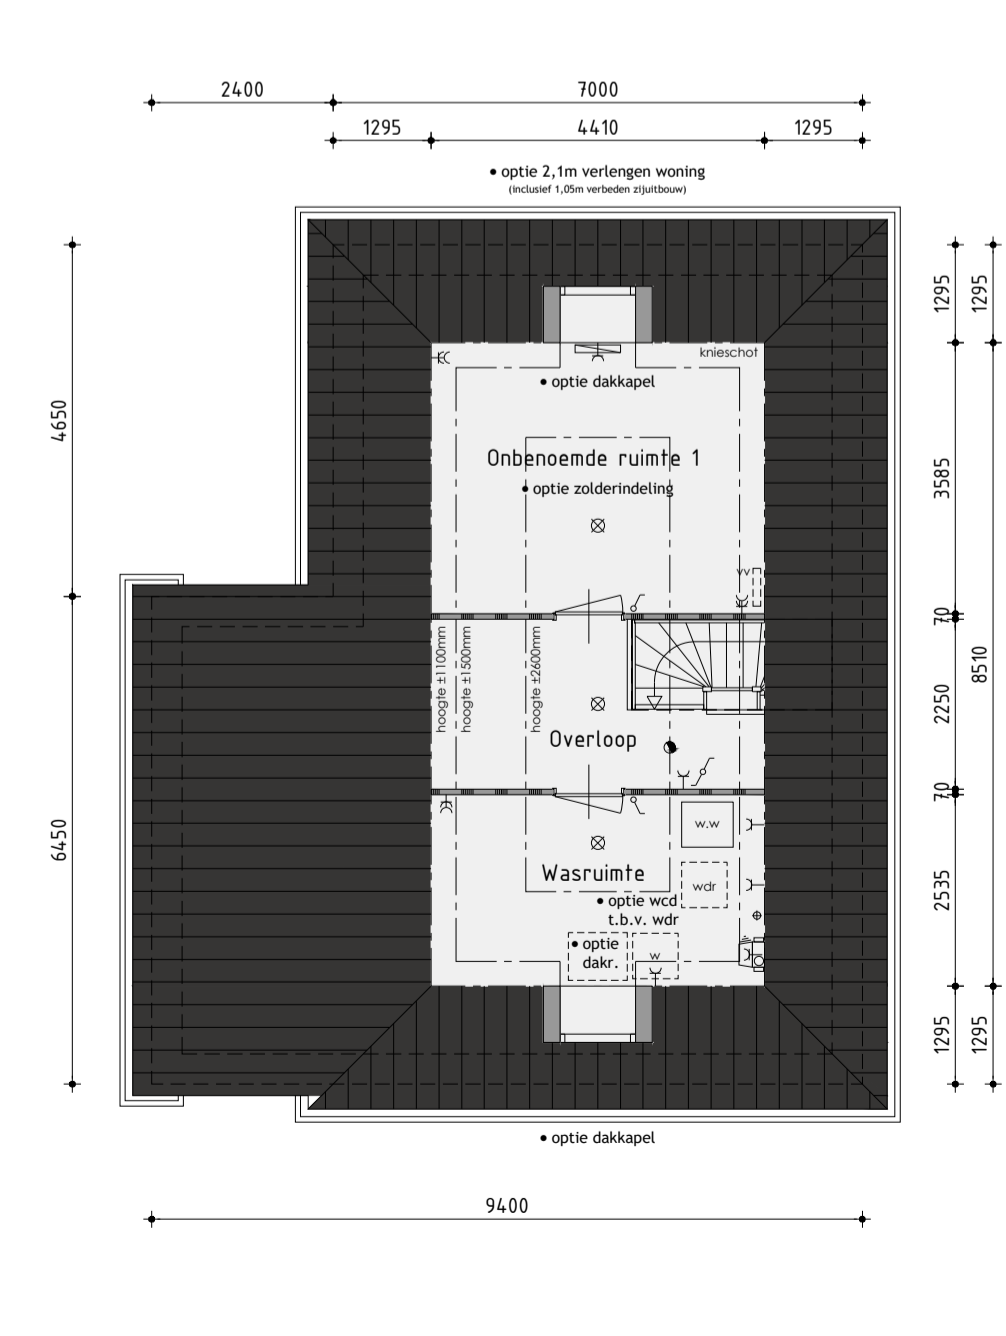 2400
7000
1295
4410
1295
• optie 2,1m verlengen woning
(inclusief 1,05m verbeden zijuitbouw)
1295
1295
knieschot
• optie dakkapel
4650
Onbenoemde ruimte 1
• optie zolderindeling
3585
vv
70
hoogte ±1100mm
hoogte ±1500mm
hoogte ±2600mm
8510
2250
Overloop
70
w.w
6450
Wasruimte
wdr
2535
• optie wcd
t.b.v. wdr
• optie
dakr.
w
1295
1295
• optie dakkapel
9400